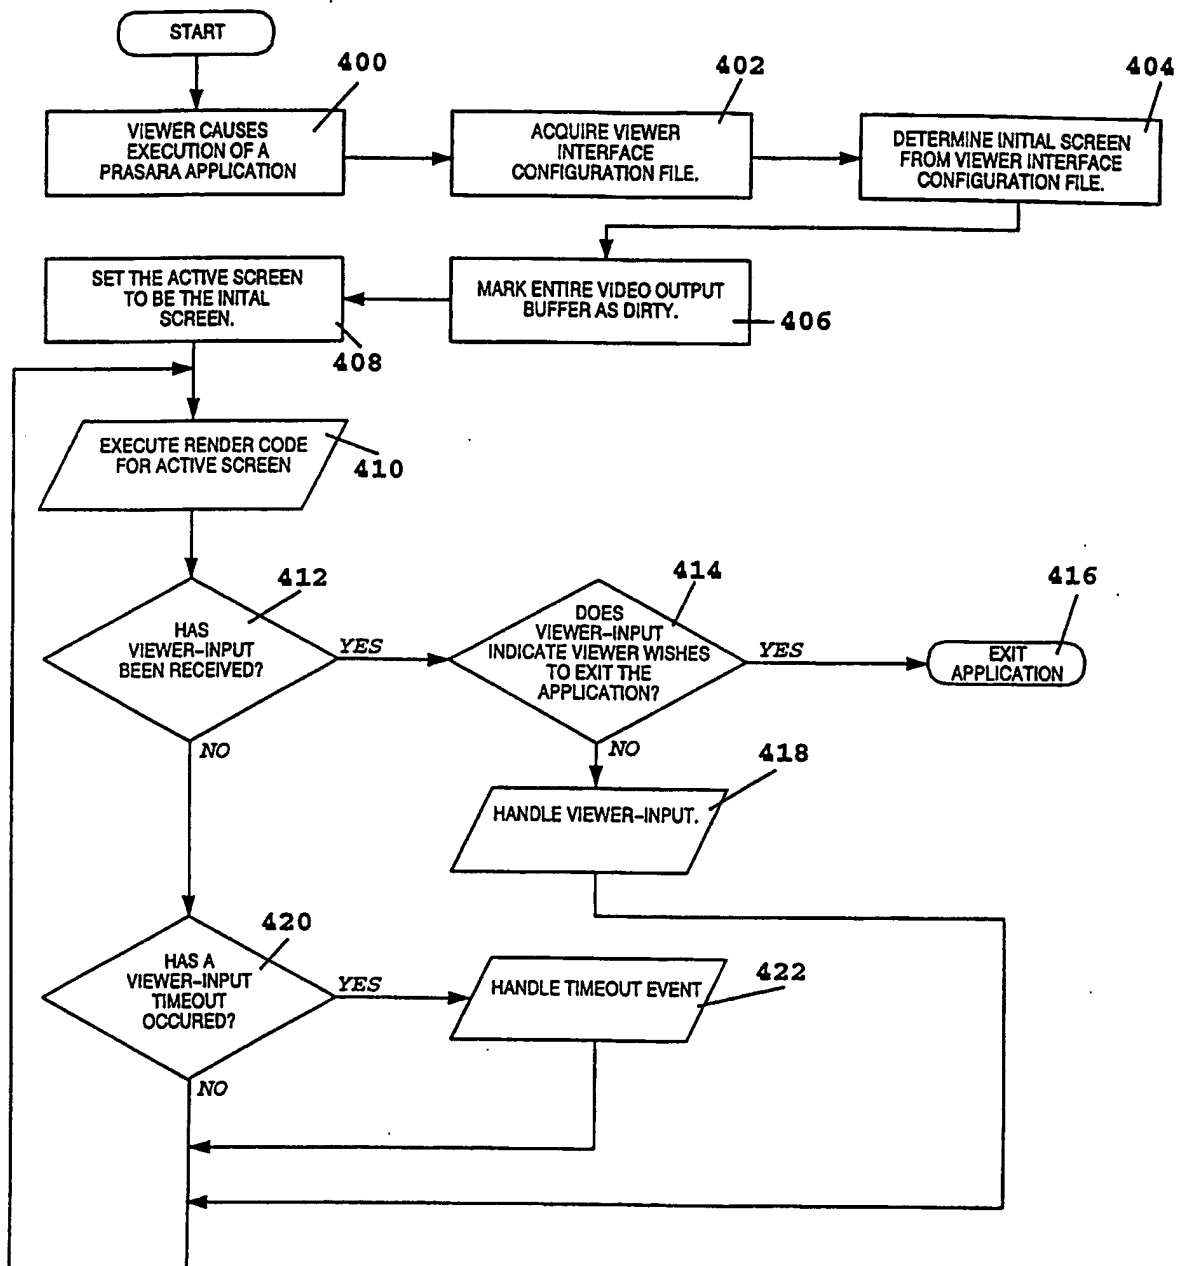 START
400
402
404
VIEWER CAUSES
EXECUTION OF A
PRASARA APPLICATION
ACQUIRE VIEWER
INTERFACE
CONFIGURATION FILE.
DETERMINE INITIAL SCREEN
FROM VIEWER INTERFACE
CONFIGURATION FILE.
SET THE ACTIVE SCREEN
TO BE THE INITAL
SCREEN.
408
MARK ENTIRE VIDEO OUTPUT
BUFFER AS DIRTY.
406
EXECUTE RENDER CODE
FOR ACTIVE SCREEN
410
412
HAS
VIEWER-INPUT
BEEN RECEIVED?
YES
NO
414
DOES
VIEWER-INPUT
INDICATE VIEWER WISHES
TO EXIT THE
APPLICATION?
YES
NO
416
EXIT
APPLICATION
418
HANDLE VIEWER-INPUT.
420
HAS A
VIEWER-INPUT
TIMEOUT
OCCURED?
YES
NO
HANDLE TIMEOUT EVENT
422